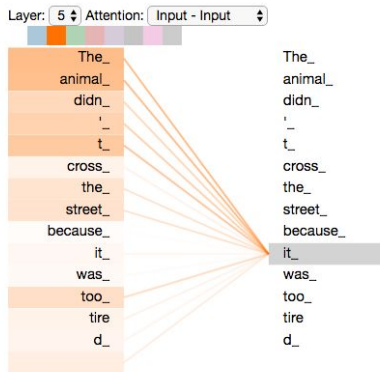 Layer: 5 Attention: Input - Input
The_ The_
animal_ animal_
didn_ didn_
'_ '_
t_ t_
cross_ cross_
the_ the_
street_ street_
because_ because_
it_ it_
was_ was_
too_ too_
tire tire
d_ d_